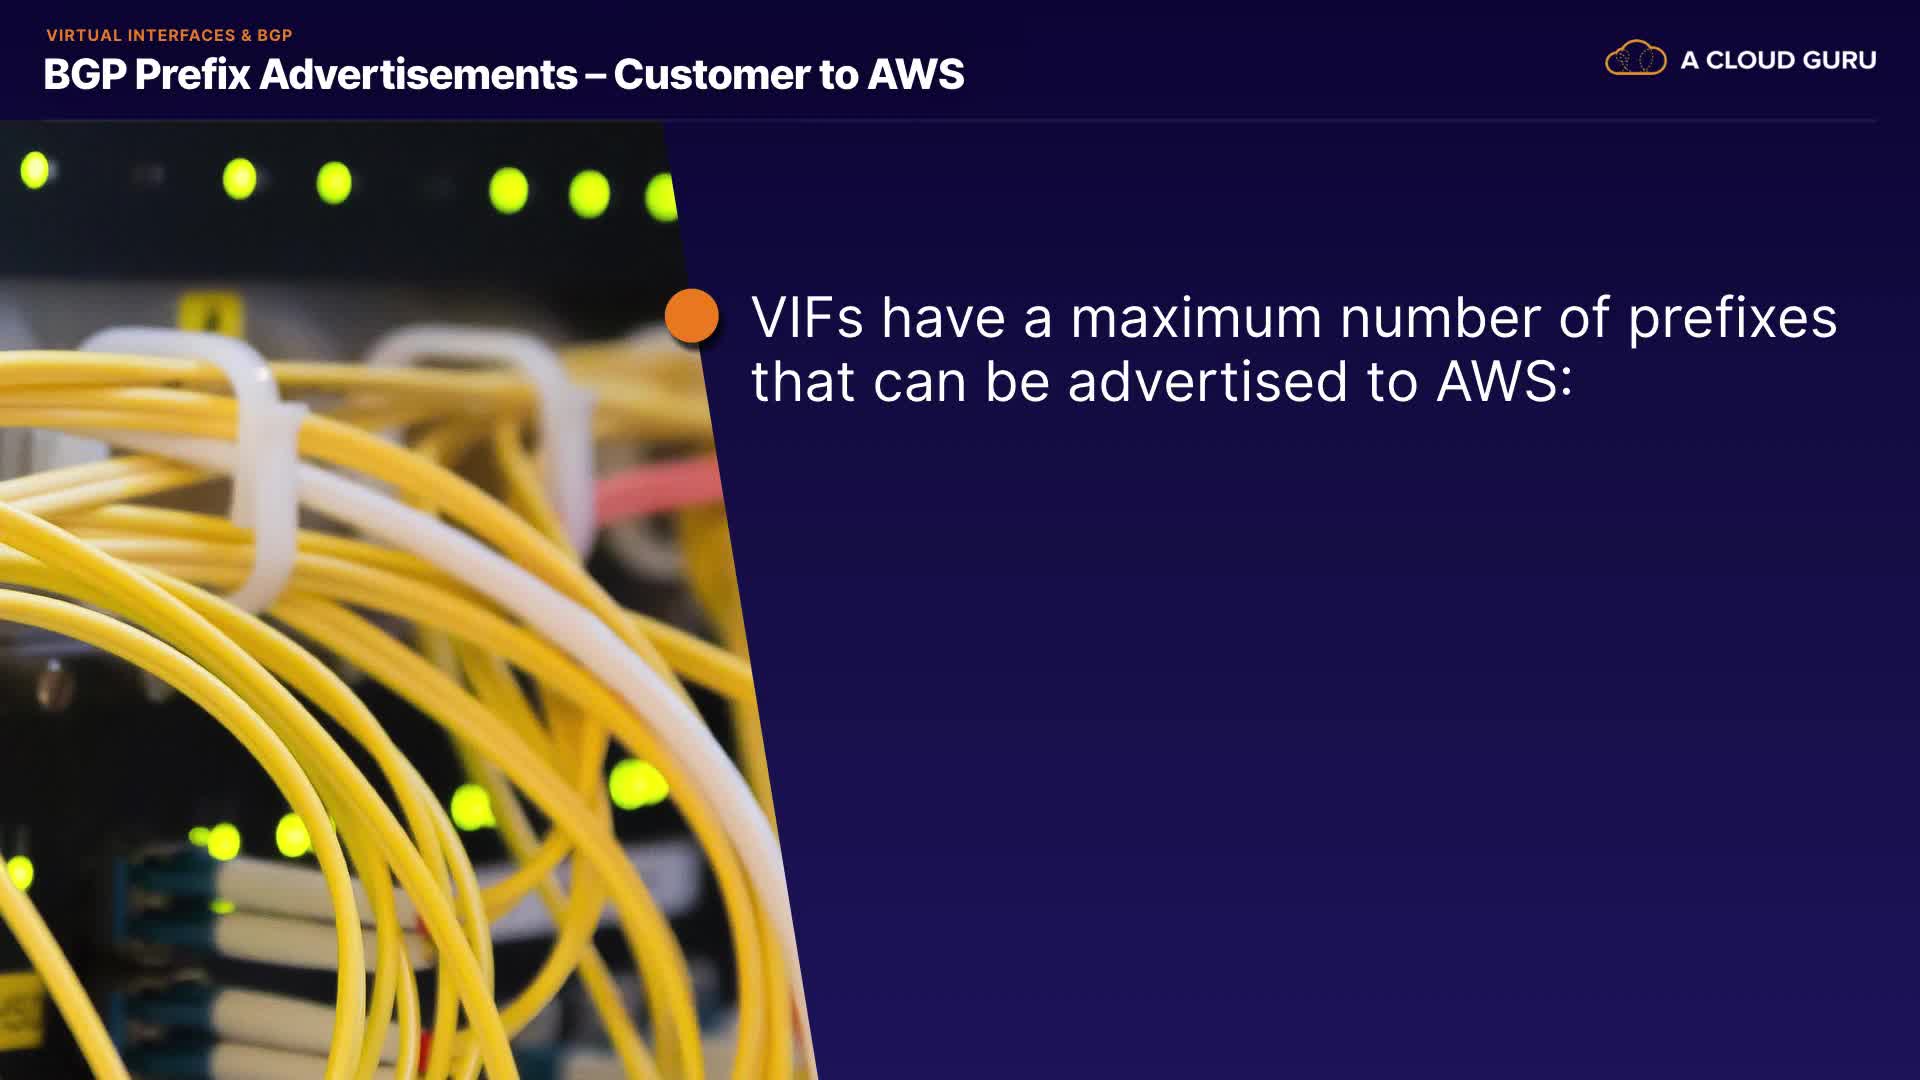 VIRTUAL INTERFACES & BGP
BGP Prefix Advertisements – Customer to AWS
A CLOUD GURU
VIFs have a maximum number of prefixes
that can be advertised to AWS: